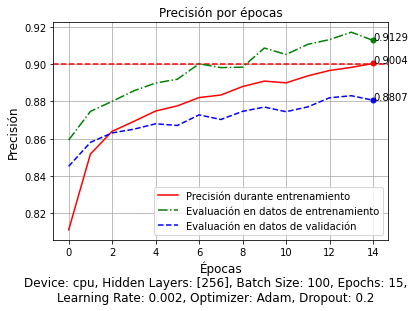 Precisión por épocas
0.92
0.90
0.88
0.86
0.84
0.82
Precisión
0.9129
0.9004
0.8807
Precisión durante entrenamiento
Evaluación en datos de entrenamiento
Evaluación en datos de validación
0 2 4 6 8 10 12 14
Épocas
Device: cpu, Hidden Layers: [256], Batch Size: 100, Epochs: 15,
Learning Rate: 0.002, Optimizer: Adam, Dropout: 0.2